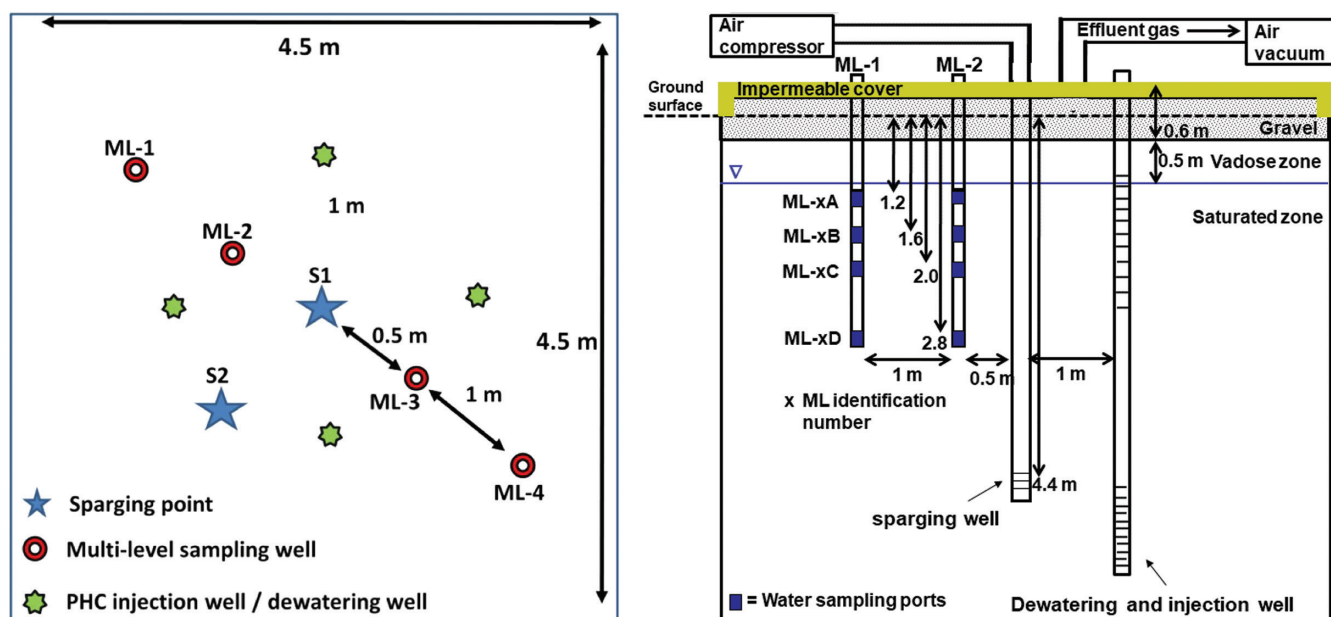 4.5 m
ML-1
1 m
ML-2
S1
0.5 m
4.5 m
S2
ML-3
1 m
ML-4
Sparging point
Multi-level sampling well
PHC injection well / dewatering well
Air
compressor
Effluent gas
Air
vacuum
ML-1
ML-2
Ground
surface
Impermeable cover
0.6 m
Gravel
0.5 m
Vadose zone
ML-xA
1.2
Saturated zone
ML-xB
1.6
ML-xC
2.0
ML-xD
2.8
1 m
0.5 m
1 m
x ML identification
number
4.4 m
sparging well
= Water sampling ports
Dewatering and injection well